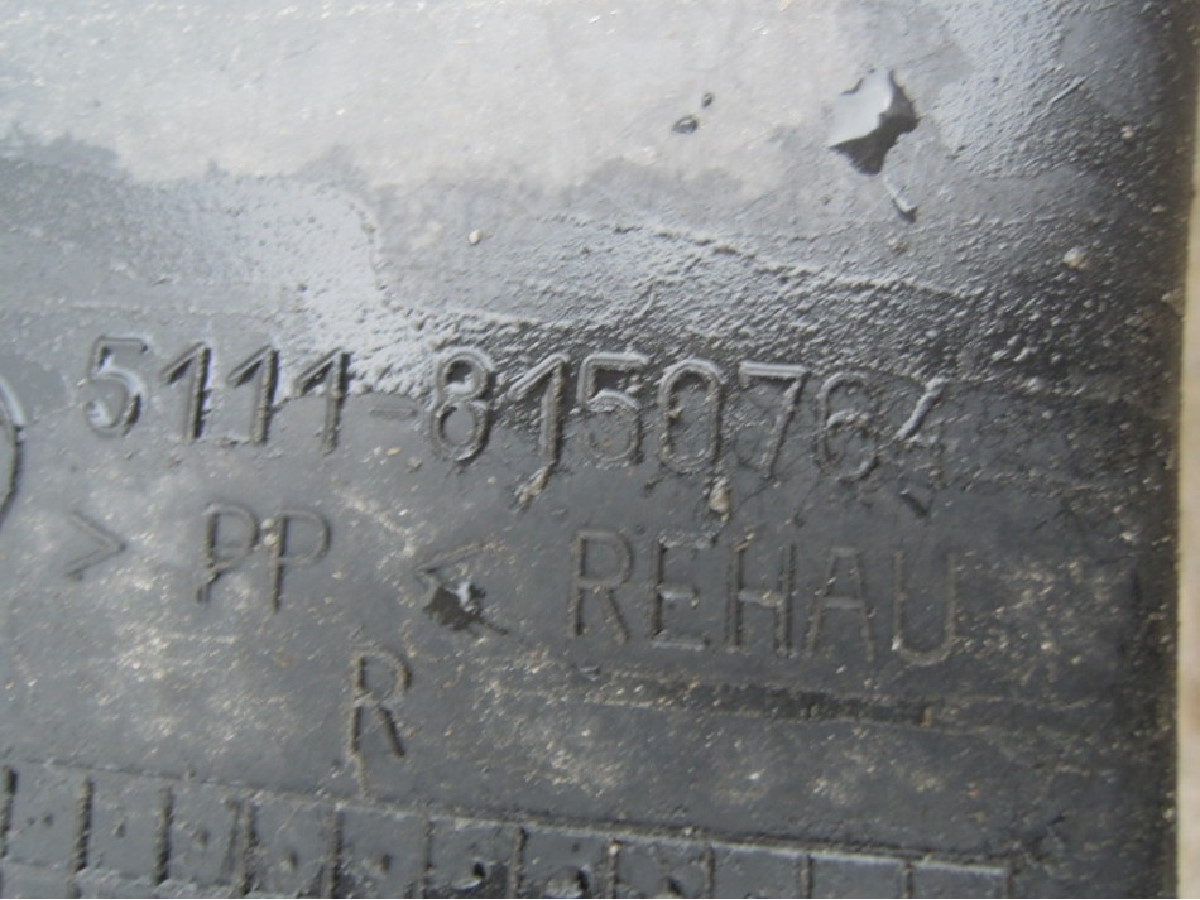 5111-8150764
> PP < REHAU
R